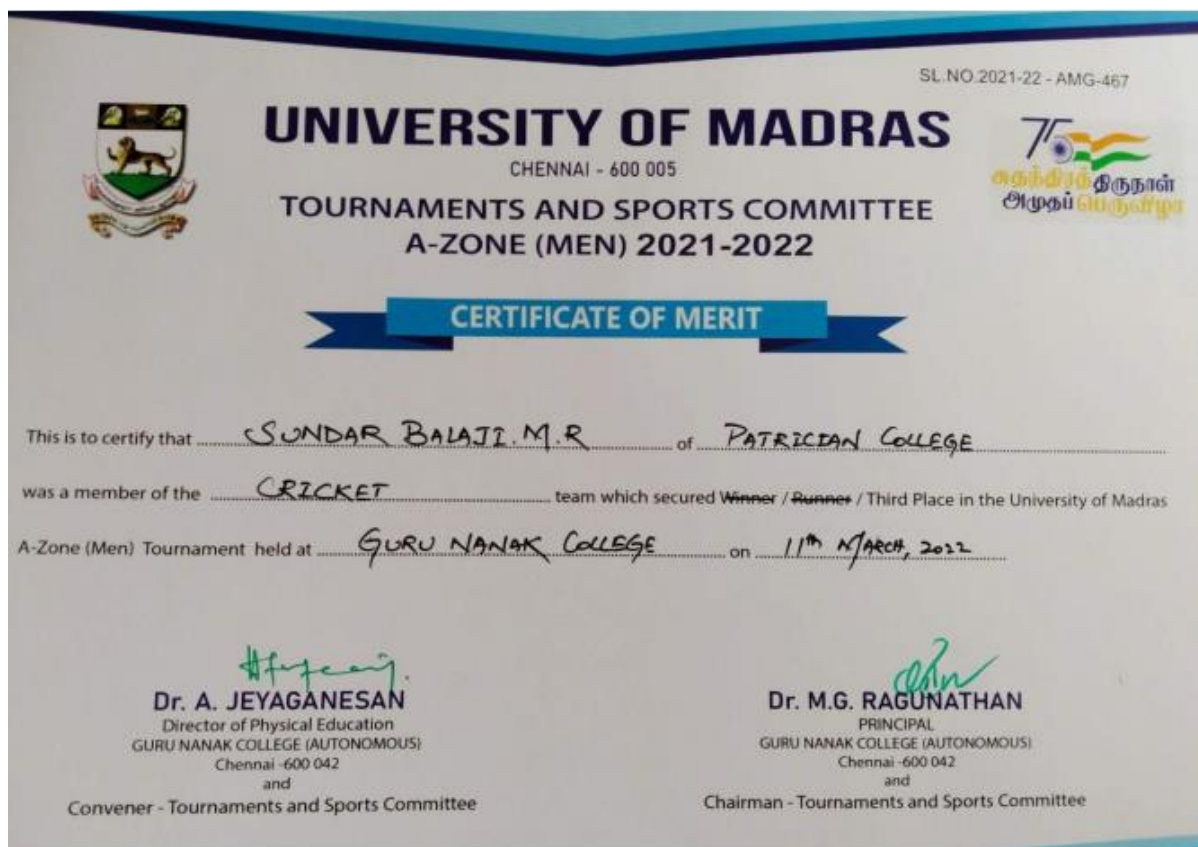 SL.NO.2021-22 - AMG-467
UNIVERSITY OF MADRAS
CHENNAI - 600 005
75
சுதந்திரத் திருநாள்
அமுதப் பெருவிழா
TOURNAMENTS AND SPORTS COMMITTEE
A-ZONE (MEN) 2021-2022
CERTIFICATE OF MERIT
This is to certify that SUNDAR BALAJI. M.R of PATRICIAN COLLEGE
was a member of the CRICKET team which secured Winner / Runner / Third Place in the University of Madras
A-Zone (Men) Tournament held at GURU NANAK COLLEGE on 11th MARCH, 2022
Dr. A. JEYAGANESAN
Director of Physical Education
GURU NANAK COLLEGE (AUTONOMOUS)
Chennai -600 042
and
Convener - Tournaments and Sports Committee
Dr. M.G. RAGUNATHAN
PRINCIPAL
GURU NANAK COLLEGE (AUTONOMOUS)
Chennai -600 042
and
Chairman - Tournaments and Sports Committee